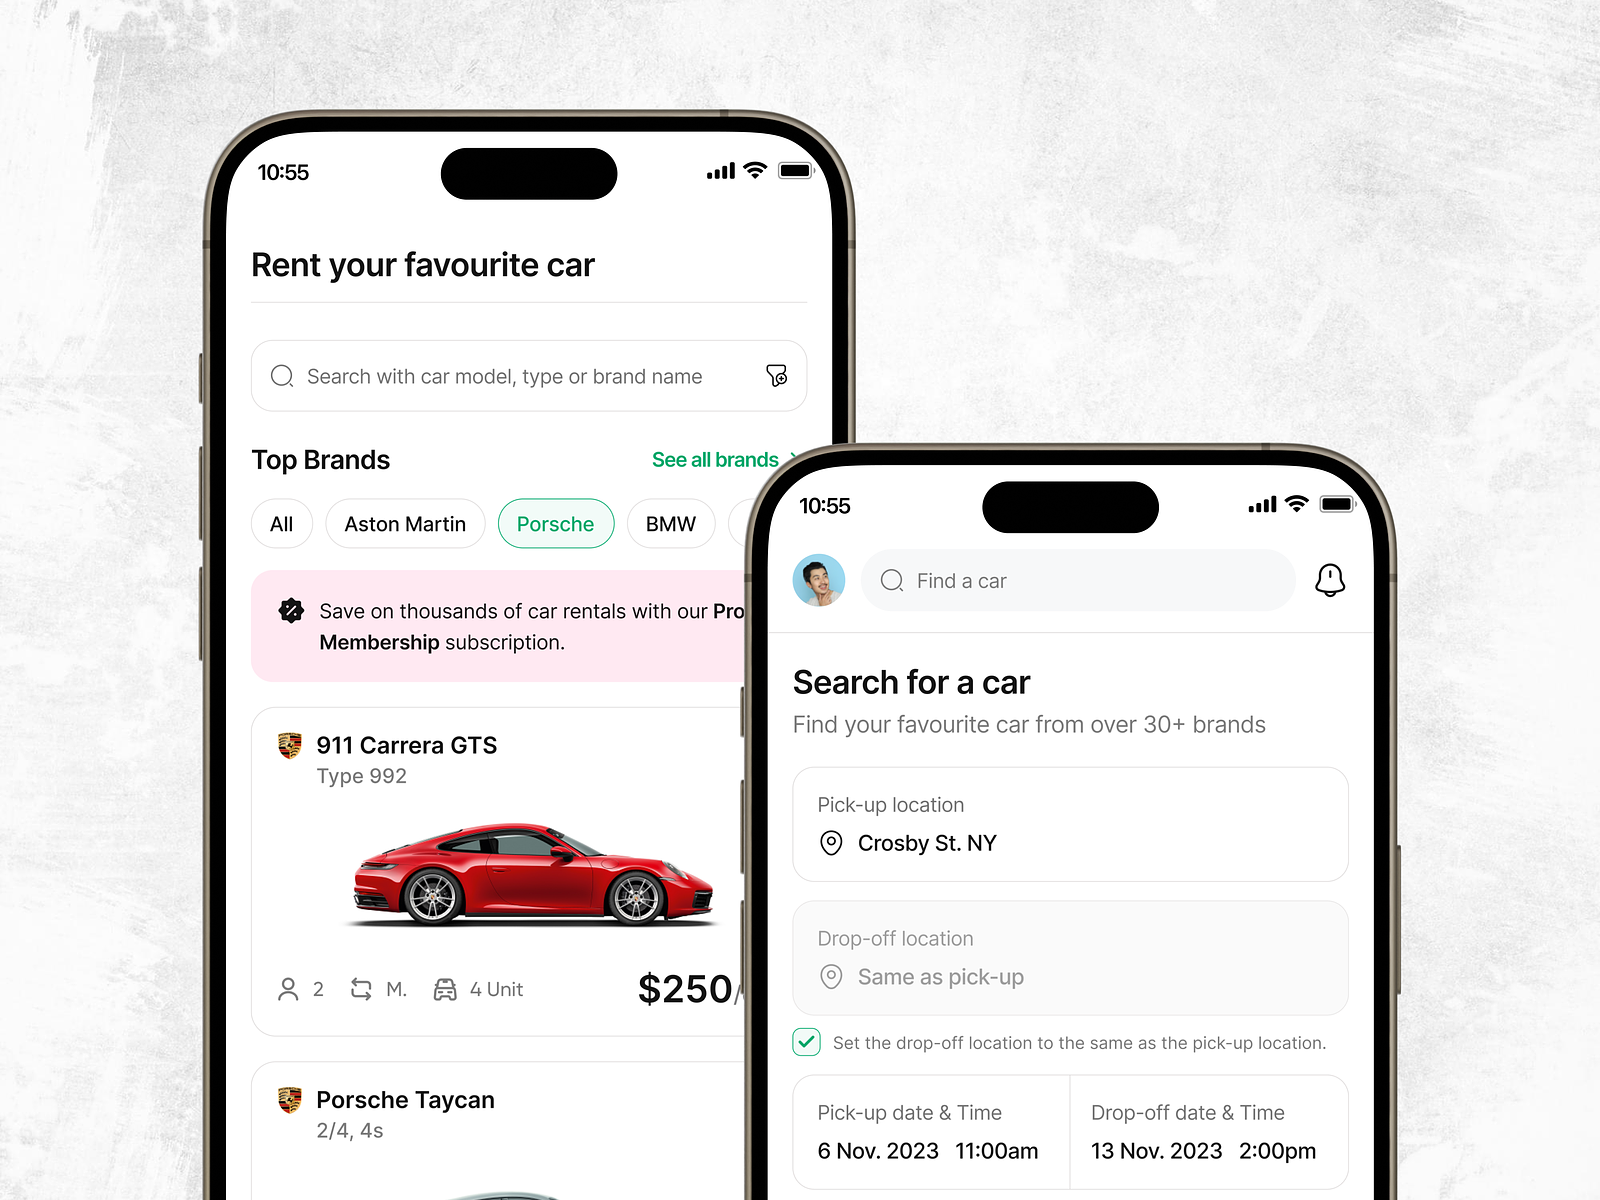 10:55
Rent your favourite car
Search with car model, type or brand name
Top Brands
See all brands
All
Aston Martin
Porsche
BMW
Save on thousands of car rentals with our Pro
Membership subscription.
911 Carrera GTS
Type 992
2
M.
4 Unit
$250/
Porsche Taycan
2/4, 4s
10:55
Find a car
Search for a car
Find your favourite car from over 30+ brands
Pick-up location
Crosby St. NY
Drop-off location
Same as pick-up
Set the drop-off location to the same as the pick-up location.
Pick-up date & Time
6 Nov. 2023 11:00am
Drop-off date & Time
13 Nov. 2023 2:00pm